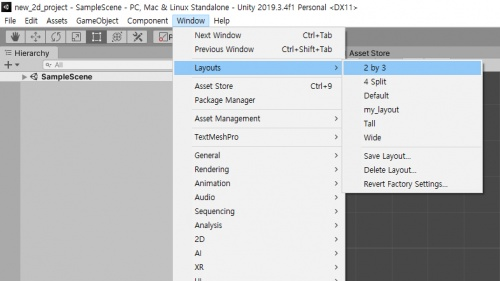 new_2d_project - SampleScene - PC, Mac & Linux Standalone - Unity 2019.3.4f1 Personal <DX11>
File Edit Assets GameObject Component Window Help
Hierarchy
All
SampleScene
Next Window Ctrl+Tab
Previous Window Ctrl+Shift+Tab
Layouts
Asset Store Ctrl+9
Package Manager
Asset Management
TextMeshPro
General
Rendering
Animation
Audio
Sequencing
Analysis
2D
AI
XR
UI
Asset Store
2 by 3
4 Split
Default
my_layout
Tall
Wide
Save Layout...
Delete Layout...
Revert Factory Settings...